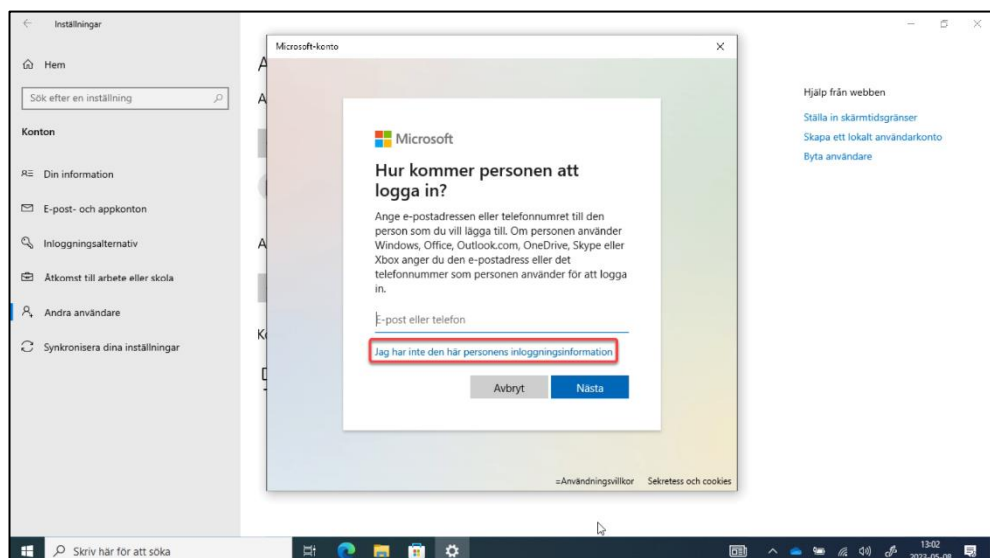 Inställningar
Hem
Sök efter en inställning
Konton
Din information
E-post- och appkonton
Inloggningsalternativ
Åtkomst till arbete eller skola
Andra användare
Synkronisera dina inställningar
Microsoft-konto
Microsoft
Hur kommer personen att
logga in?
Ange e-postadressen eller telefonnumret till den
person som du vill lägga till. Om personen använder
Windows, Office, Outlook.com, OneDrive, Skype eller
Xbox anger du den e-postadress eller det
telefonnummer som personen använder för att logga
in.
E-post eller telefon
Jag har inte den här personens inloggningsinformation
Avbryt Nästa
=Användningsvillkor Sekretess och cookies
Hjälp från webben
Ställa in skärmtidsgränser
Skapa ett lokalt användarkonto
Byta användare
Skriv här för att söka
13:02
2023-05-08